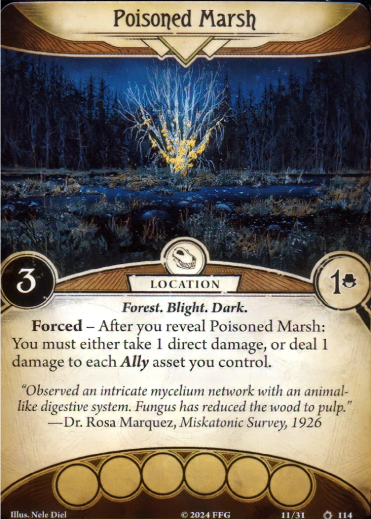 Poisoned Marsh
3
LOCATION
1
Forest. Blight. Dark.
Forced – After you reveal Poisoned Marsh:
You must either take 1 direct damage, or deal 1
damage to each Ally asset you control.
“Observed an intricate mycelium network with an animal-
like digestive system. Fungus has reduced the wood to pulp.”
—Dr. Rosa Marquez, Miskatonic Survey, 1926
Illus. Nele Diel © 2024 FFG 11/31 114